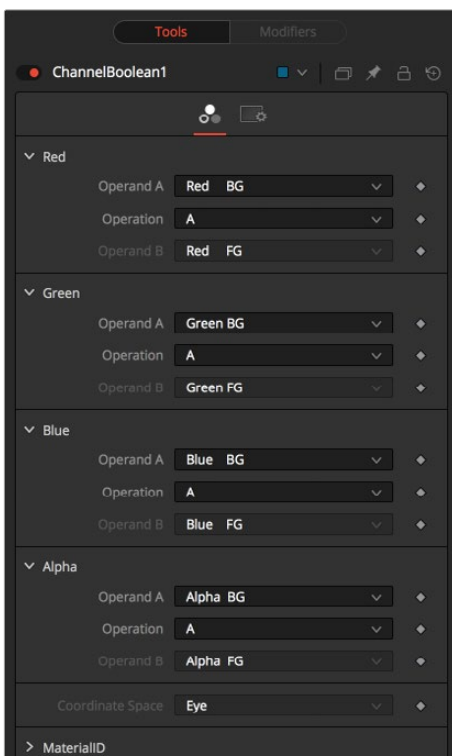 Tools Modifiers
ChannelBoolean1
Red
Operand A Red BG
Operation A
Operand B Red FG
Green
Operand A Green BG
Operation A
Operand B Green FG
Blue
Operand A Blue BG
Operation A
Operand B Blue FG
Alpha
Operand A Alpha BG
Operation A
Operand B Alpha FG
Coordinate Space Eye
MaterialID